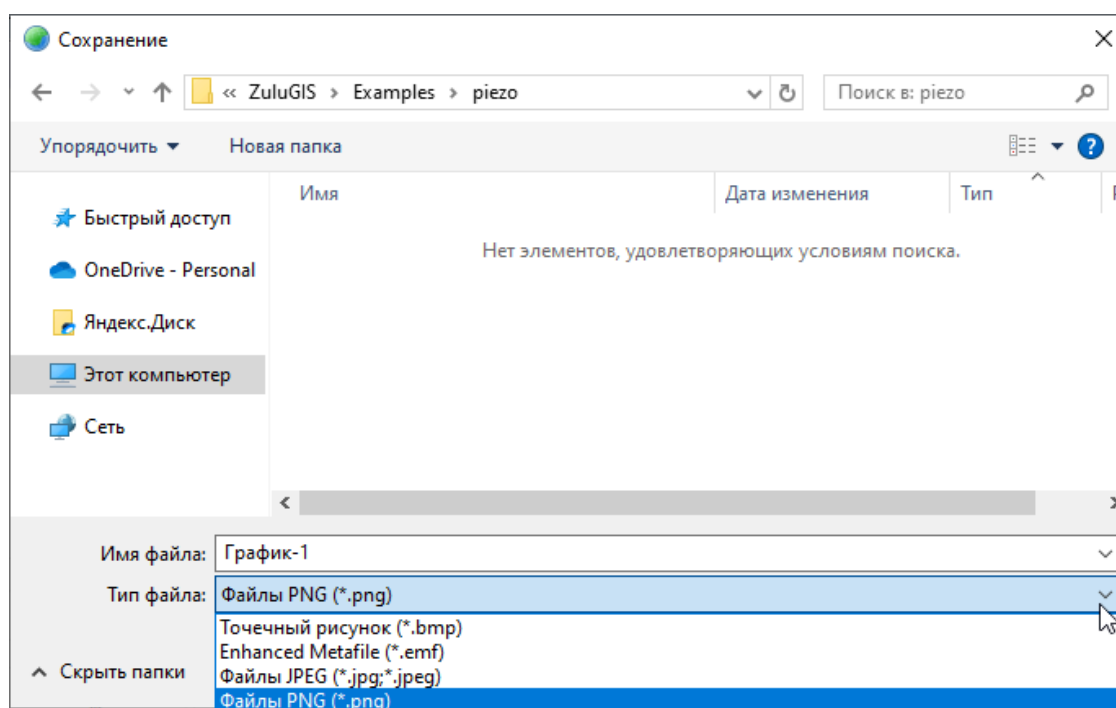 Сохранение
« ZuluGIS › Examples › piezo
Поиск в: piezo
Упорядочить
Новая папка
Имя
Дата изменения
Тип
Быстрый доступ
Нет элементов, удовлетворяющих условиям поиска.
OneDrive - Personal
Яндекс.Диск
Этот компьютер
Сеть
Имя файла: График-1
Тип файла: Файлы PNG (*.png)
Точечный рисунок (*.bmp)
Enhanced Metafile (*.emf)
Скрыть папки
Файлы JPEG (*.jpg;*.jpeg)
Файлы PNG (*.png)